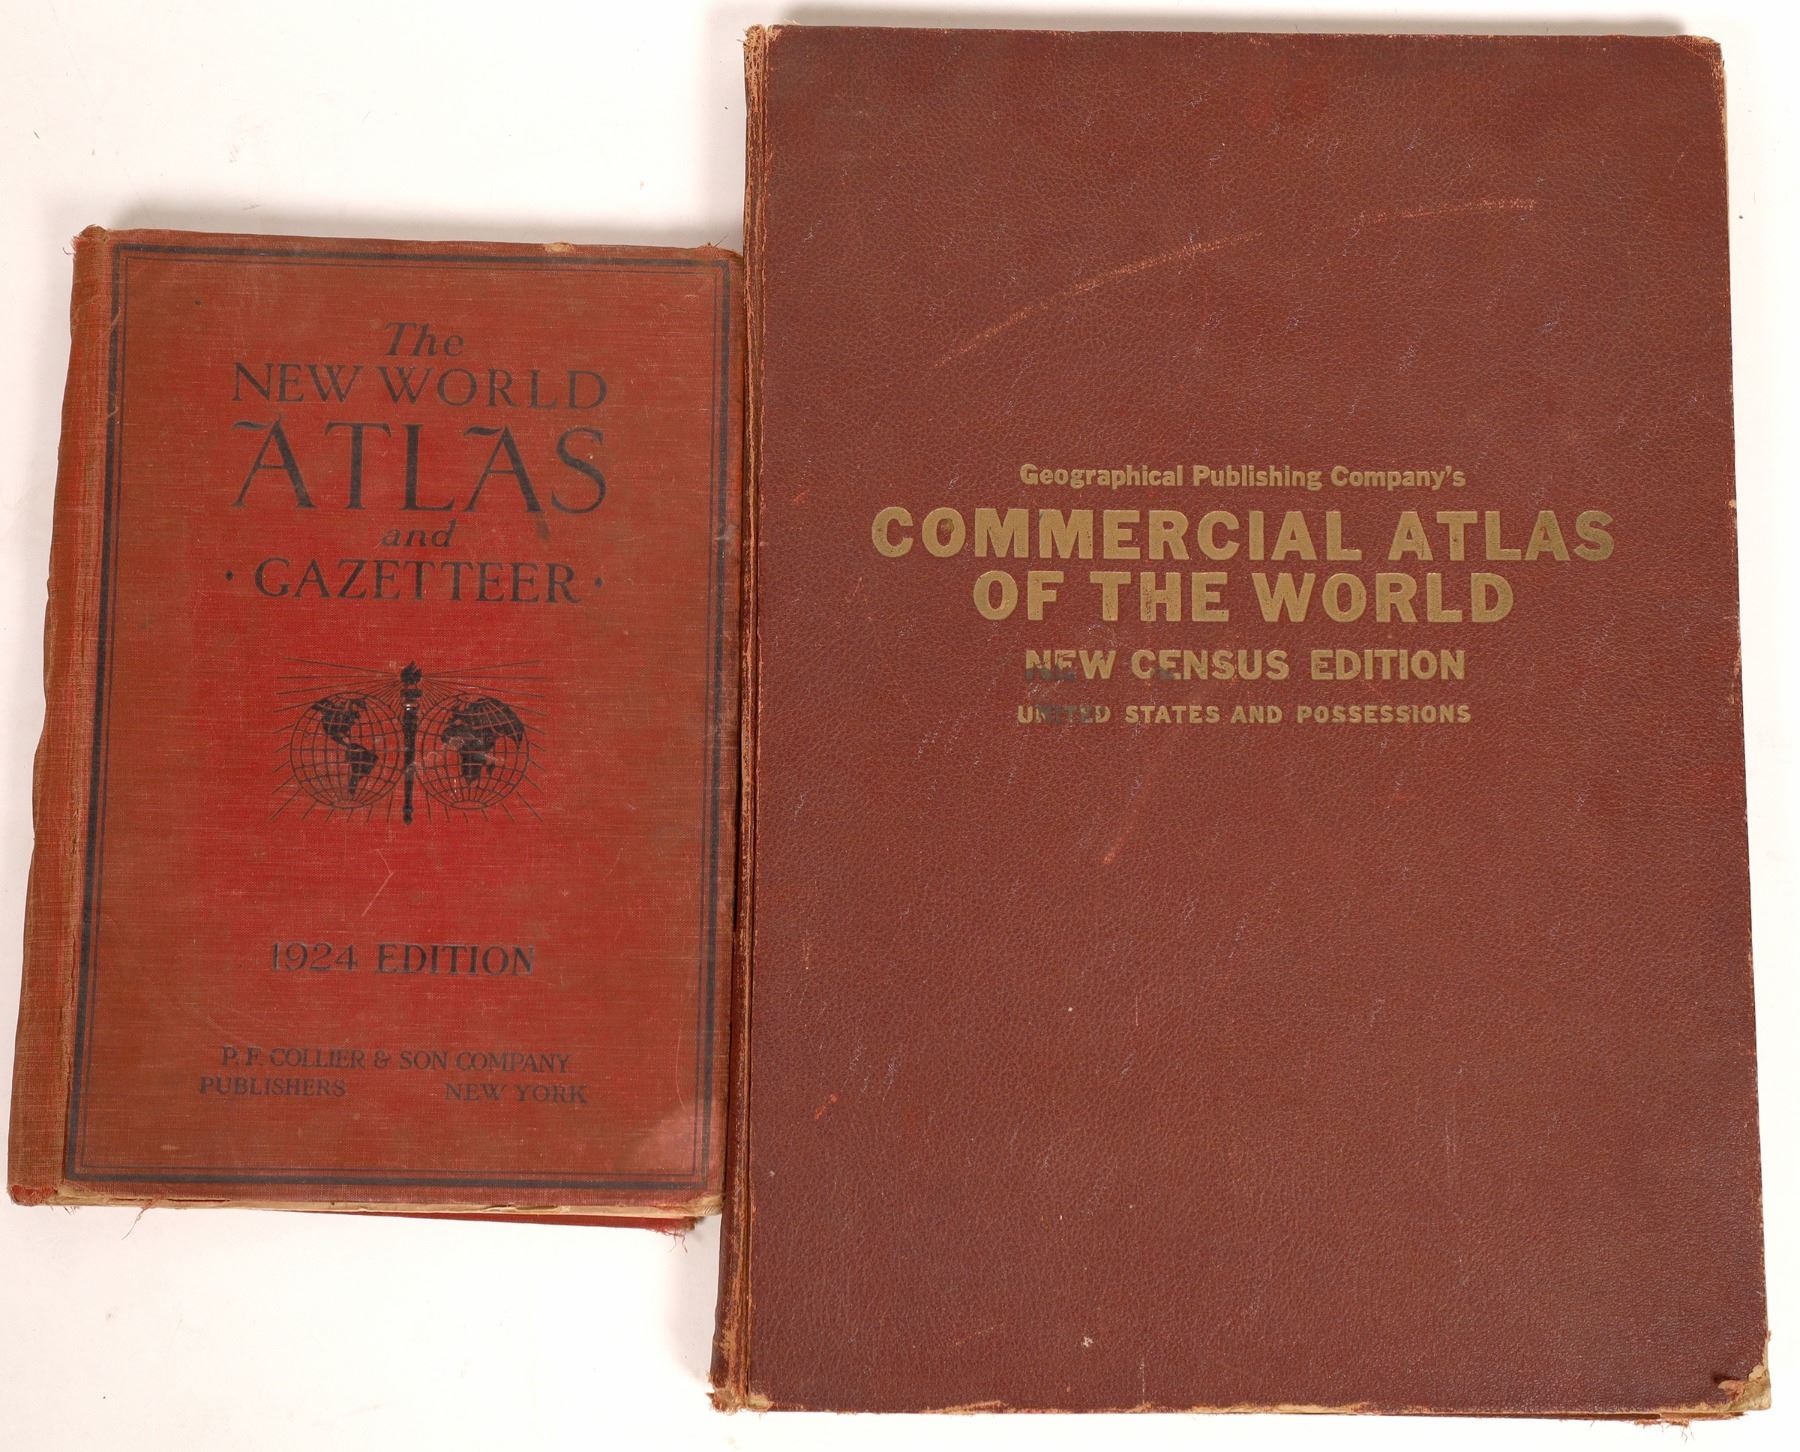 The
NEW WORLD
ATLAS
and
· GAZETTEER ·
1924 EDITION
P. F. COLLIER & SON COMPANY
PUBLISHERS NEW YORK
Geographical Publishing Company's
COMMERCIAL ATLAS
OF THE WORLD
NEW CENSUS EDITION
UNITED STATES AND POSSESSIONS